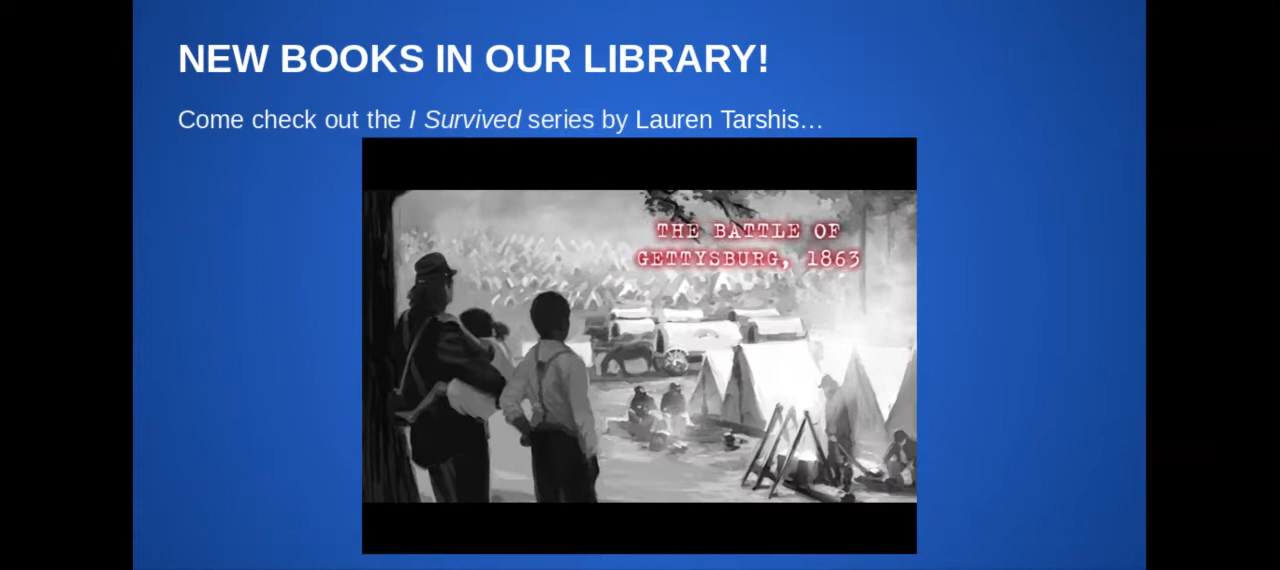 NEW BOOKS IN OUR LIBRARY!
Come check out the I Survived series by Lauren Tarshis…
THE BATTLE OF
GETTYSBURG, 1863